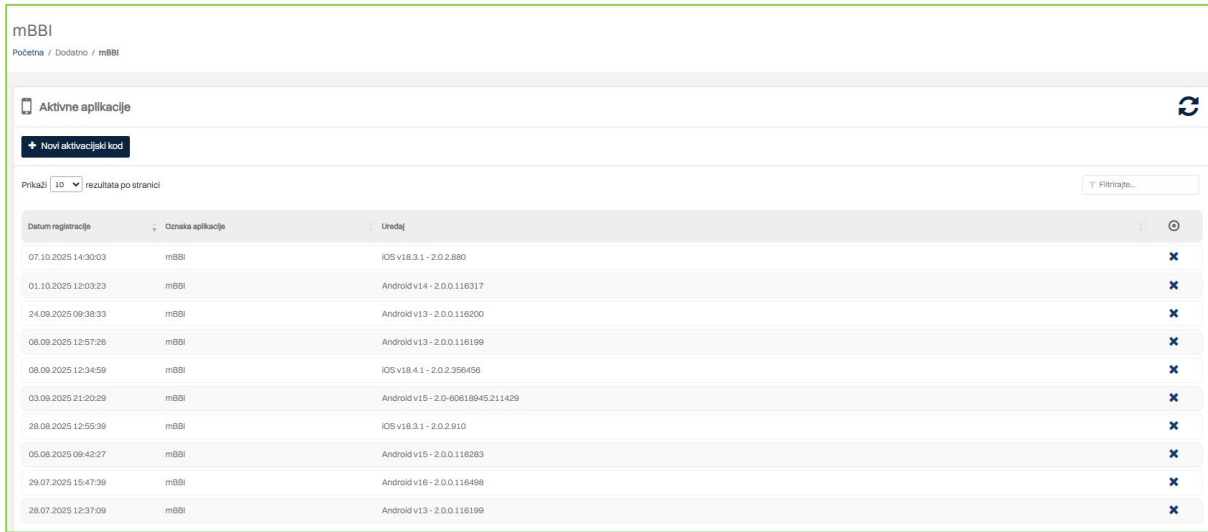 mBBI
Početna / Dodatno / mBBI
Aktivne aplikacije
+ Novi aktivacijski kod
Prikaži 10 rezultata po stranici
Filtrirajte...
Datum registracije Oznaka aplikacije Uređaj
07.10.2025 14:30:03 mBBI iOS v18.3.1 - 2.0.2.880
01.10.2025 12:03:23 mBBI Android v14 - 2.0.0.116317
24.09.2025 09:38:33 mBBI Android v13 - 2.0.0.116200
08.09.2025 12:57:26 mBBI Android v13 - 2.0.0.116199
08.09.2025 12:34:59 mBBI iOS v18.4.1 - 2.0.2.356456
03.09.2025 21:20:29 mBBI Android v15 - 2.0-60618945.211429
28.08.2025 12:55:39 mBBI iOS v18.3.1 - 2.0.2.910
05.08.2025 09:42:27 mBBI Android v15 - 2.0.0.116283
29.07.2025 15:47:39 mBBI Android v16 - 2.0.0.116498
28.07.2025 12:37:09 mBBI Android v13 - 2.0.0.116199